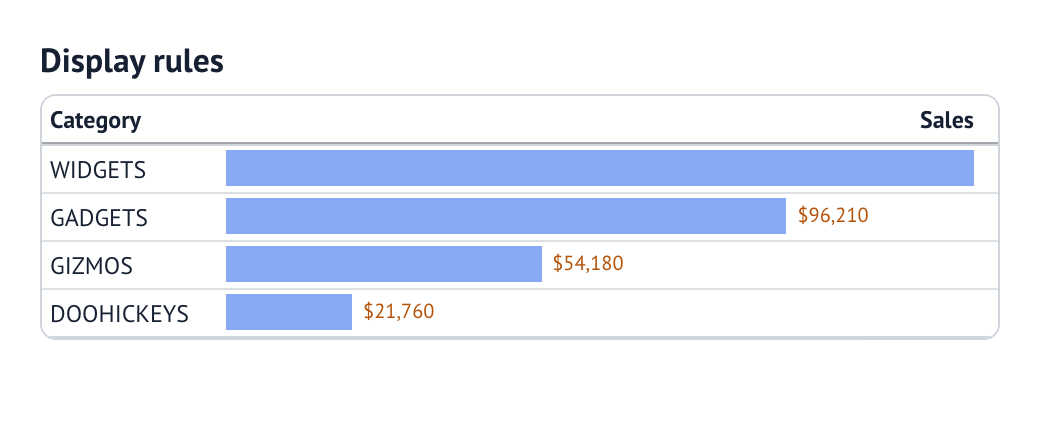 Display rules
Category Sales
WIDGETS
GADGETS $96,210
GIZMOS $54,180
DOOHICKEYS $21,760